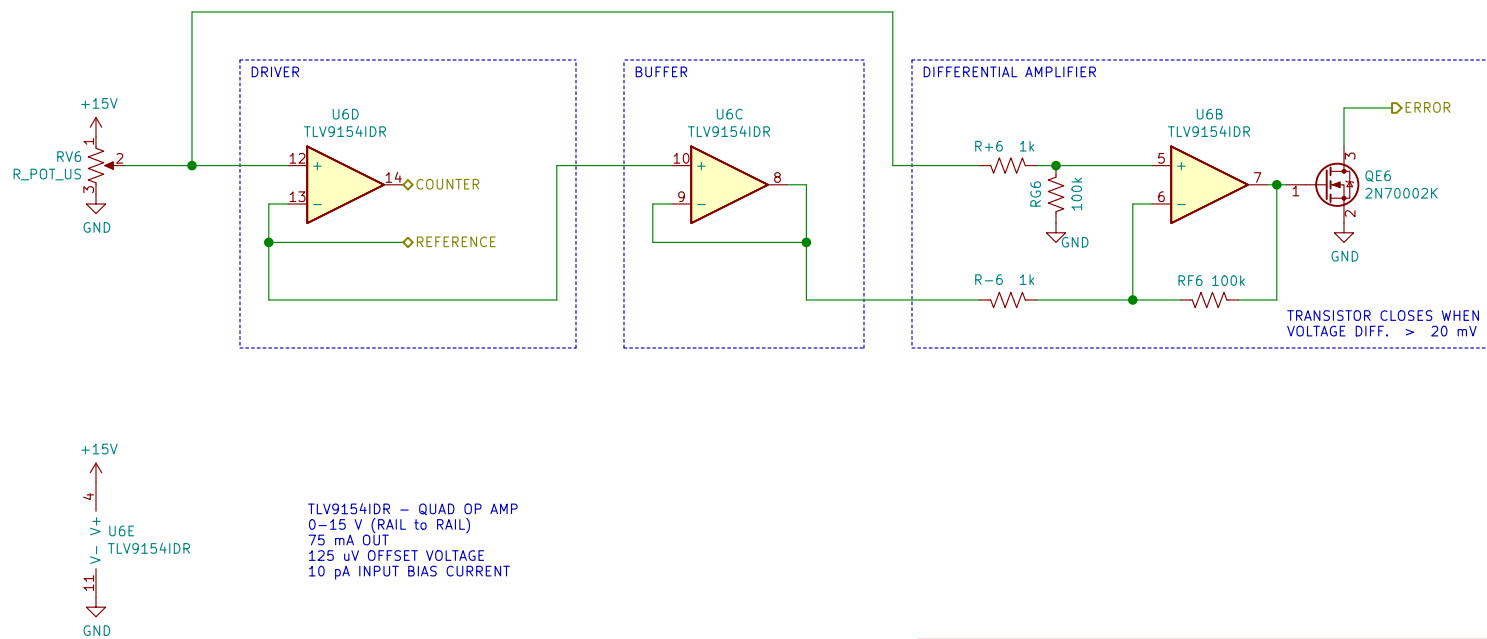 DRIVER
BUFFER
DIFFERENTIAL AMPLIFIER
+15V
1
RV6
R_POT_US
2
3
GND
U6D
TLV9154IDR
12
+
13
−
14
COUNTER
REFERENCE
U6C
TLV9154IDR
10
+
9
−
8
R+6 1k
RG6
100k
GND
R-6 1k
U6B
TLV9154IDR
5
+
6
−
7
RF6 100k
ERROR
3
1
2
QE6
2N70002K
GND
TRANSISTOR CLOSES WHEN
VOLTAGE DIFF. > 20 mV
+15V
4
V+
U6E
TLV9154IDR
V−
11
GND
TLV9154IDR – QUAD OP AMP
0–15 V (RAIL to RAIL)
75 mA OUT
125 uV OFFSET VOLTAGE
10 pA INPUT BIAS CURRENT